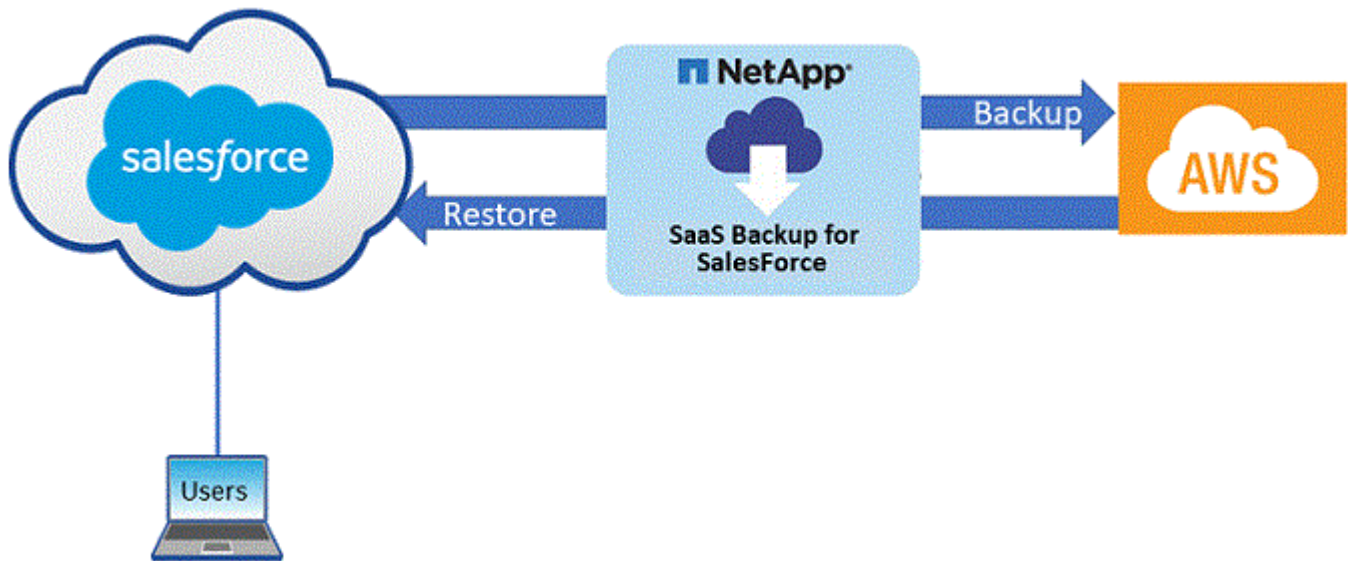 salesforce
NetApp®
Backup
AWS
Restore
SaaS Backup for
SalesForce
Users